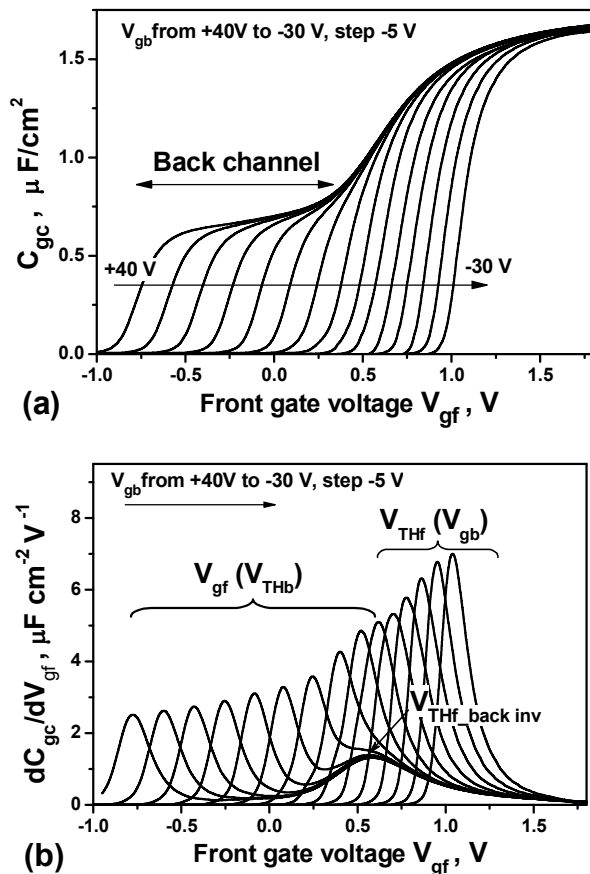 V_gb from +40V to -30 V, step -5 V
1.5
1.0
0.5
0.0
C_gc , μ F/cm²
Back channel
+40 V
-30 V
-1.0 -0.5 0.0 0.5 1.0 1.5
(a) Front gate voltage V_gf , V
V_gb from +40V to -30 V, step -5 V
8
6
4
2
0
dC_gc/dV_gf, μF cm⁻² V⁻¹
V_THf (V_gb)
V_gf (V_THb)
V_THf_back inv
-1.0 -0.5 0.0 0.5 1.0 1.5
(b) Front gate voltage V_gf , V